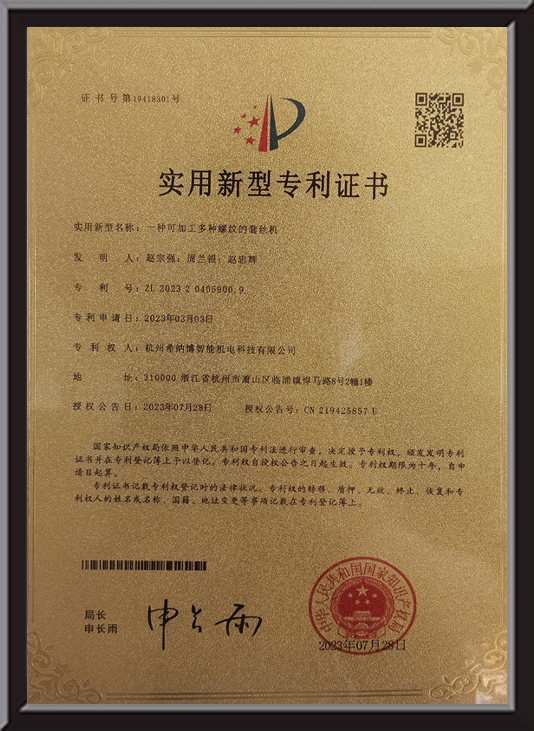 证书号第19418301号
实用新型专利证书
实用新型名称：一种可加工多种螺纹的套丝机
发明人：赵宗强；周兰银；赵忠辉
专利号：ZL 2023 2 0405900.9
专利申请日：2023年03月03日
专利权人：杭州希纳博智能机电科技有限公司
地址：310000 浙江省杭州市萧山区临浦镇悍马路8号2幢1楼
授权公告日：2023年07月28日 授权公告号：CN 219425857 U
国家知识产权局依照中华人民共和国专利法进行审查，决定授予专利权，颁发发明专利
证书并在专利登记簿上予以登记。专利权自授权公告之日起生效。专利权期限为十年，自申
请日起算。
专利证书记载专利权登记时的法律状况。专利权的转移、质押、无效、终止、恢复和专
利权人的姓名或名称、国籍、地址变更等事项记载在专利登记簿上。
局长
申长雨
申长雨
中华人民共和国国家知识产权局
2023年07月28日